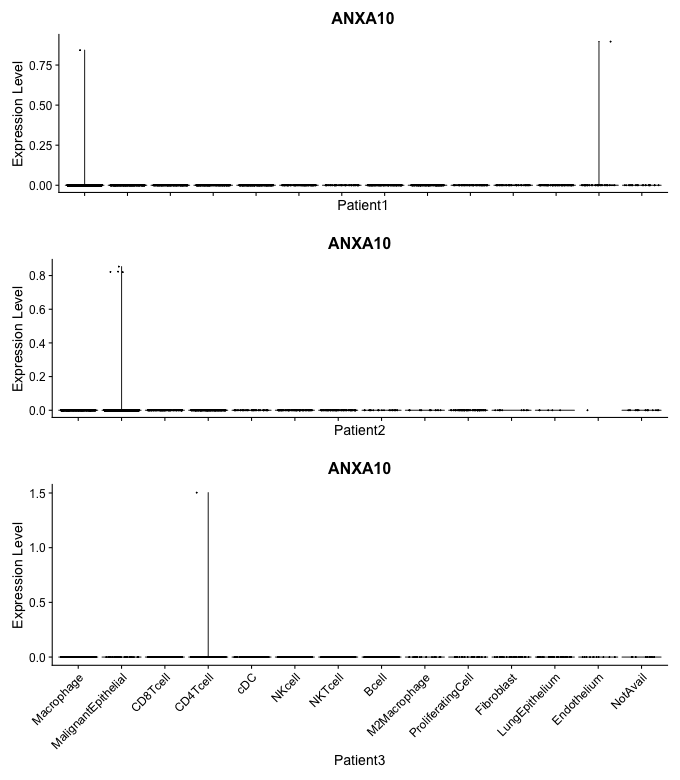 ANXA10
Expression Level
0.75
0.50
0.25
0.00
Patient1
ANXA10
Expression Level
0.8
0.6
0.4
0.2
0.0
Patient2
ANXA10
Expression Level
1.5
1.0
0.5
0.0
Macrophage
MalignantEpithelial
CD8Tcell
CD4Tcell
cDC
NKcell
NKTcell
Bcell
M2Macrophage
ProliferatingCell
Fibroblast
LungEpithelium
Endothelium
NotAvail
Patient3